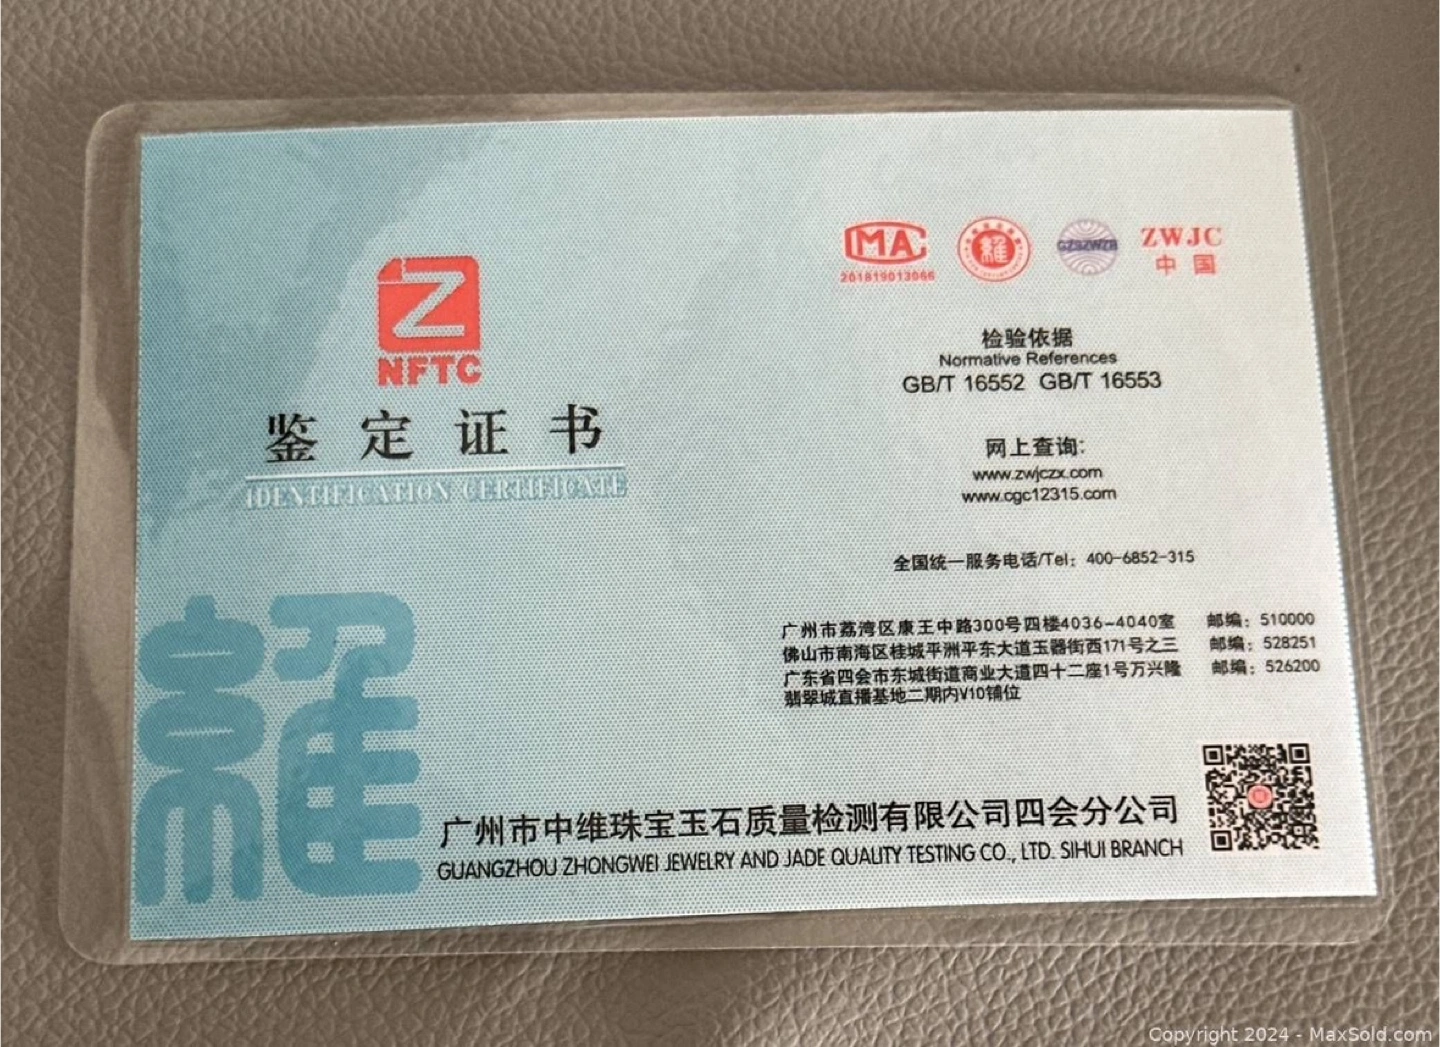 NFTC
鉴定证书
IDENTIFICATION CERTIFICATE
MA
201819013066
GZSZWZB
ZWJC
中国
检验依据
Normative References
GB/T 16552 GB/T 16553
网上查询:
www.zwjczx.com
www.cgc12315.com
全国统一服务电话/Tel：400-6852-315
广州市荔湾区康王中路300号四楼4036-4040室 邮编：510000
佛山市南海区桂城平洲平东大道玉器街西171号之三 邮编：528251
广东省四会市东城街道商业大道四十二座1号万兴隆 邮编：526200
翡翠城直播基地二期内V10铺位
广州市中维珠宝玉石质量检测有限公司四会分公司
GUANGZHOU ZHONGWEI JEWELRY AND JADE QUALITY TESTING CO., LTD. SIHUI BRANCH
Copyright 2024 - MaxSold.com